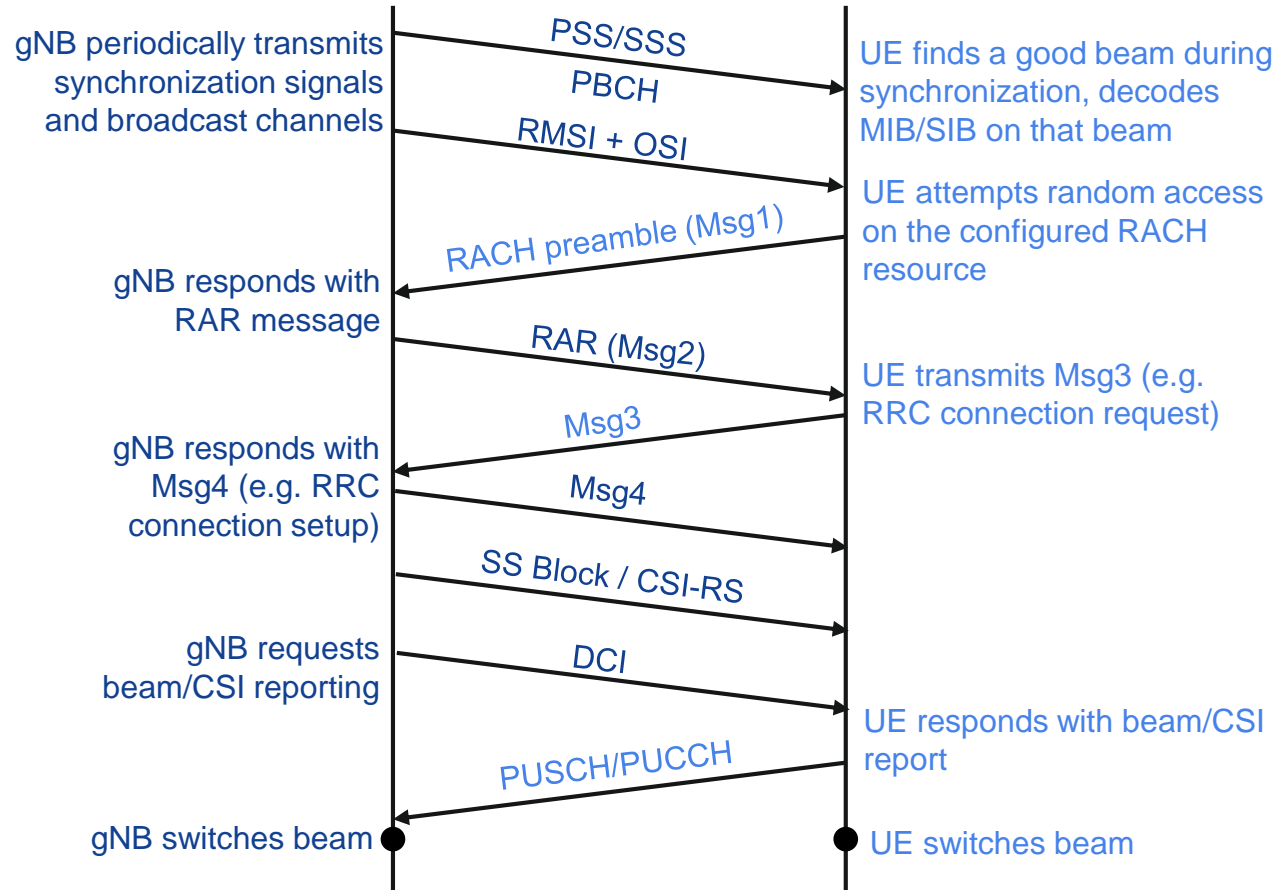 gNB periodically transmits
synchronization signals
and broadcast channels
PSS/SSS
PBCH
UE finds a good beam during
synchronization, decodes
MIB/SIB on that beam
RMSI + OSI
UE attempts random access
on the configured RACH
resource
RACH preamble (Msg1)
gNB responds with
RAR message
RAR (Msg2)
UE transmits Msg3 (e.g.
RRC connection request)
Msg3
gNB responds with
Msg4 (e.g. RRC
connection setup)
Msg4
SS Block / CSI-RS
gNB requests
beam/CSI reporting
DCI
UE responds with beam/CSI
report
PUSCH/PUCCH
gNB switches beam
UE switches beam